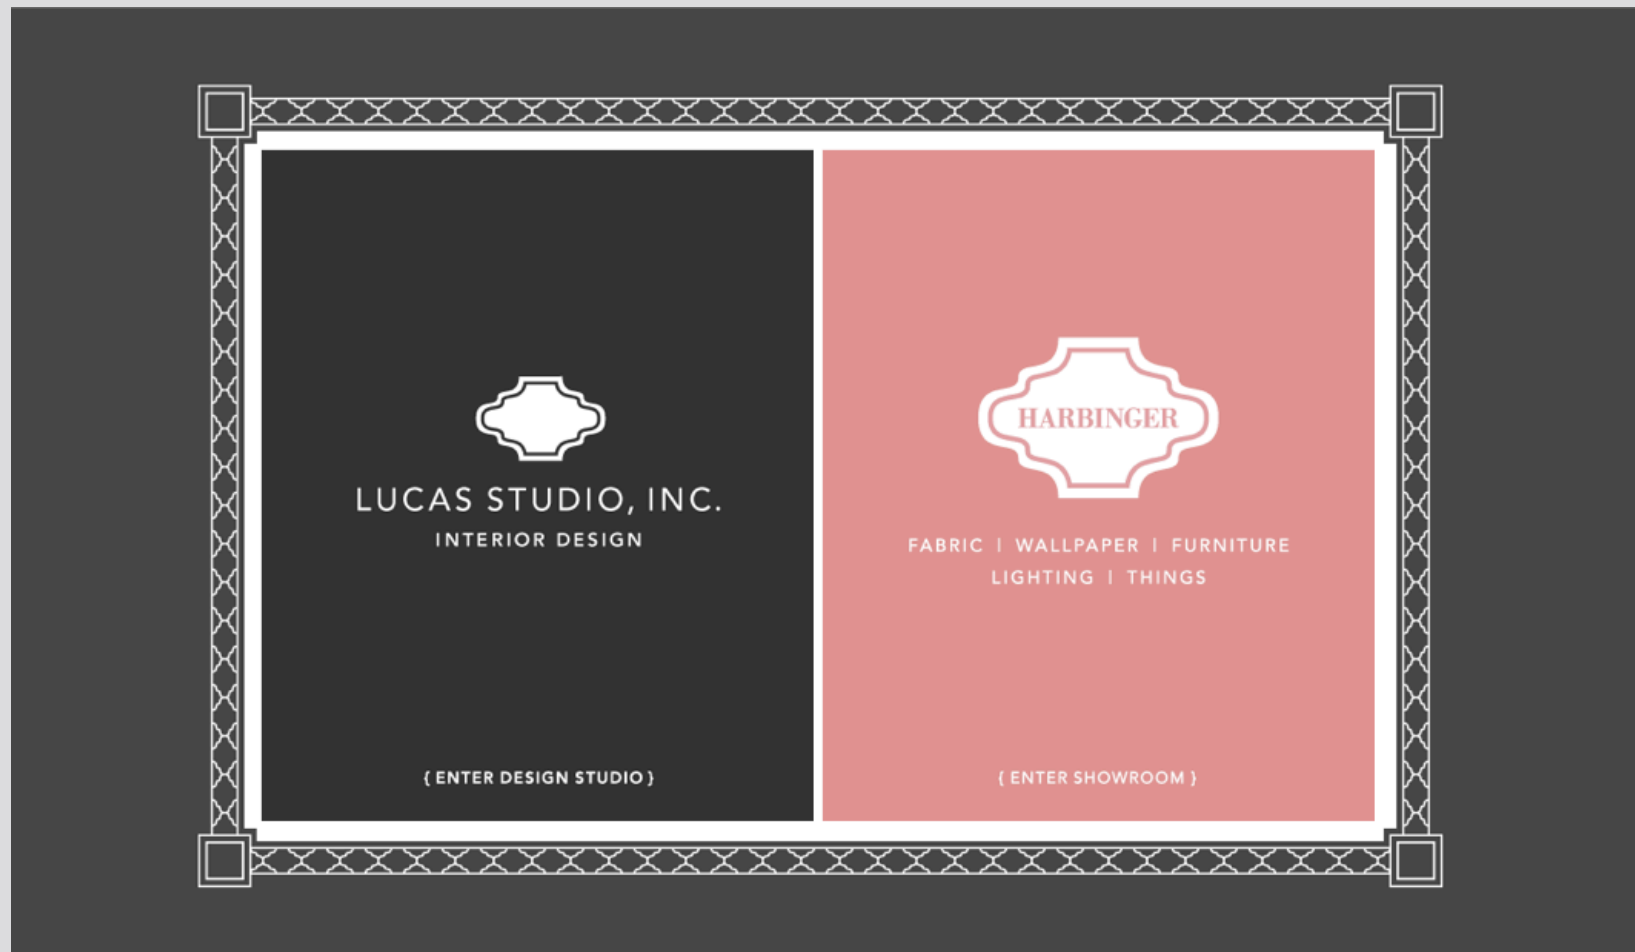 LUCAS STUDIO, INC.
INTERIOR DESIGN
{ ENTER DESIGN STUDIO }
HARBINGER
FABRIC | WALLPAPER | FURNITURE
LIGHTING | THINGS
{ ENTER SHOWROOM }